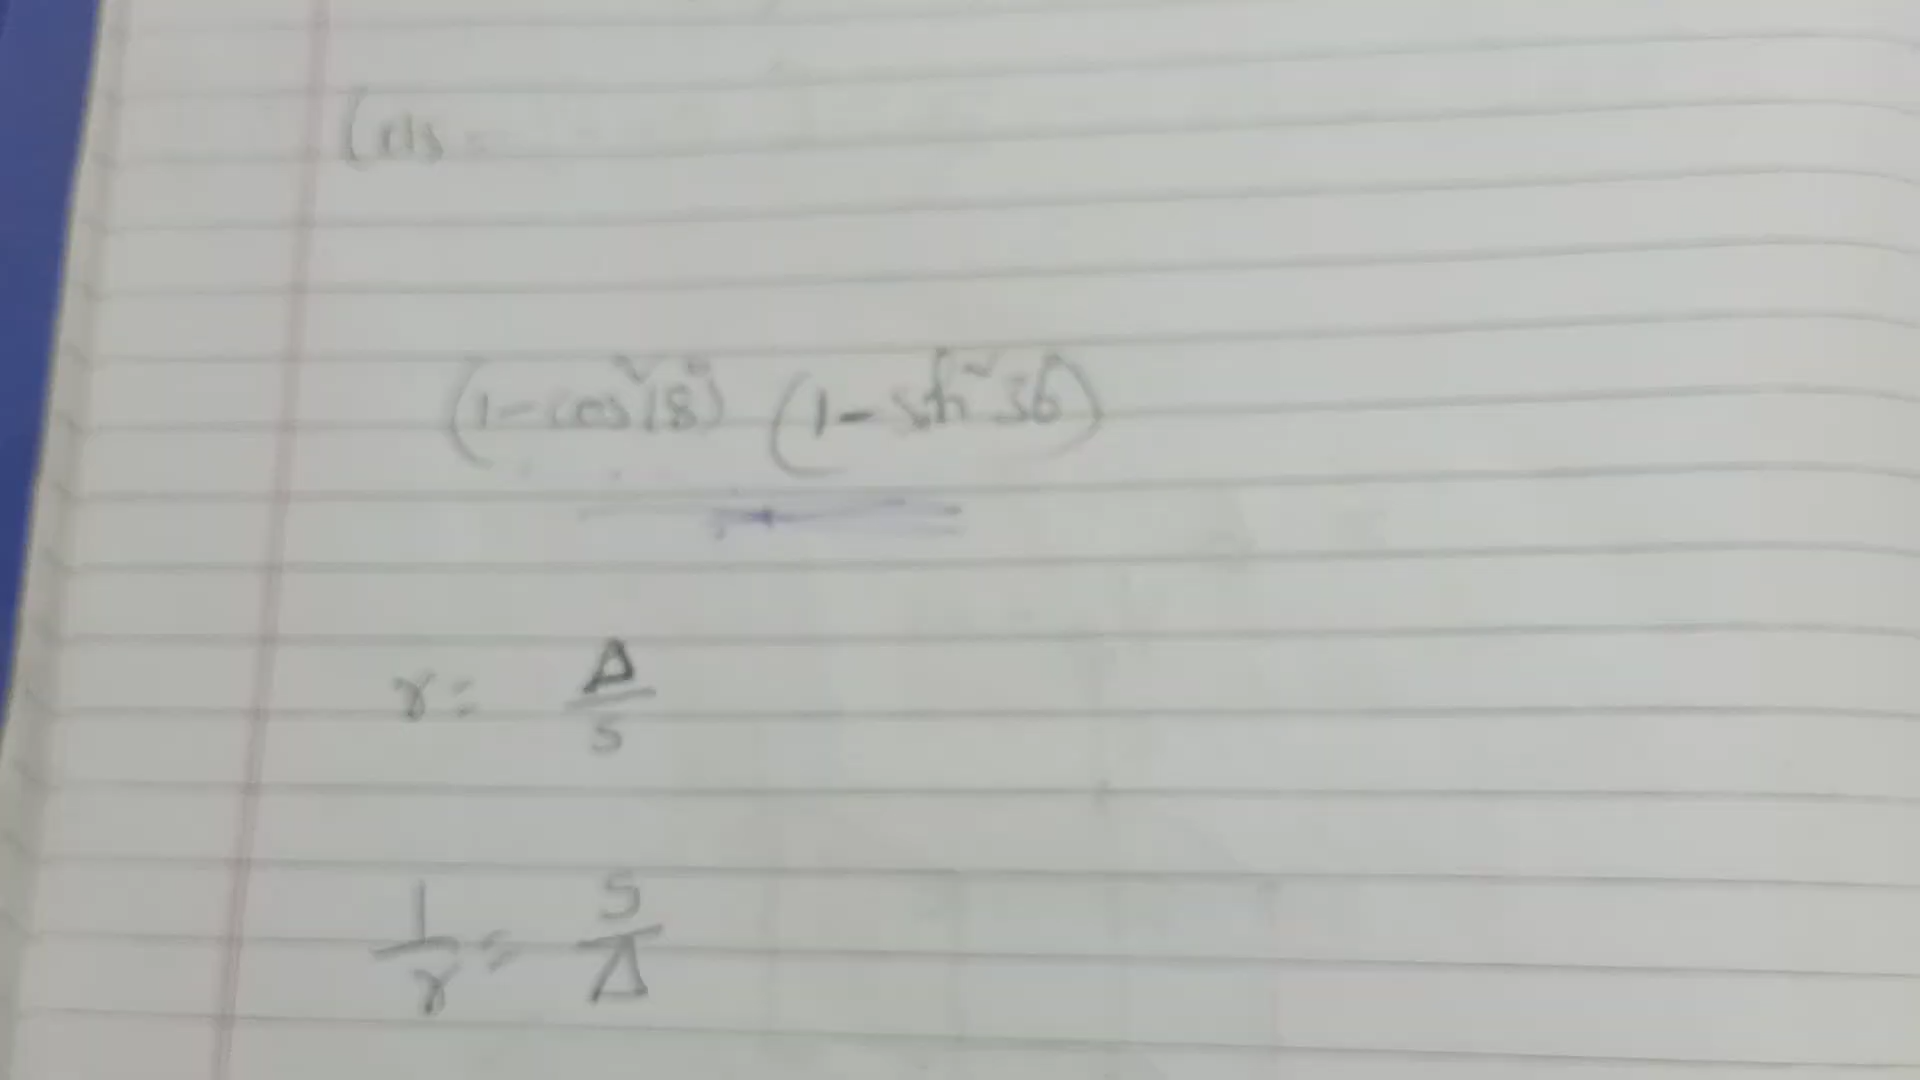 (1-cos²18°) (1-sin²36)
r = Δ/s
1/r = s/Δ